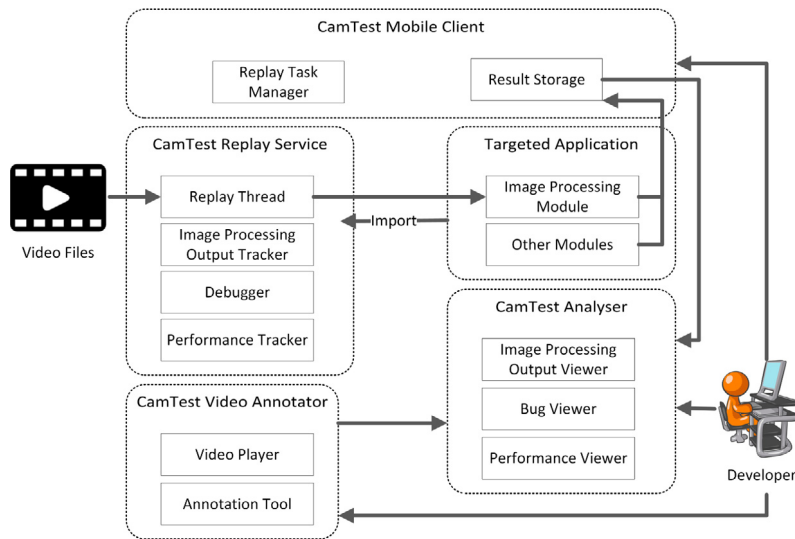 CamTest Mobile Client
Replay Task
Manager
Result Storage
CamTest Replay Service
Replay Thread
Image Processing
Output Tracker
Debugger
Performance Tracker
Targeted Application
Image Processing
Module
Other Modules
Import
Video Files
CamTest Analyser
Image Processing
Output Viewer
Bug Viewer
Performance Viewer
CamTest Video Annotator
Video Player
Annotation Tool
Developer